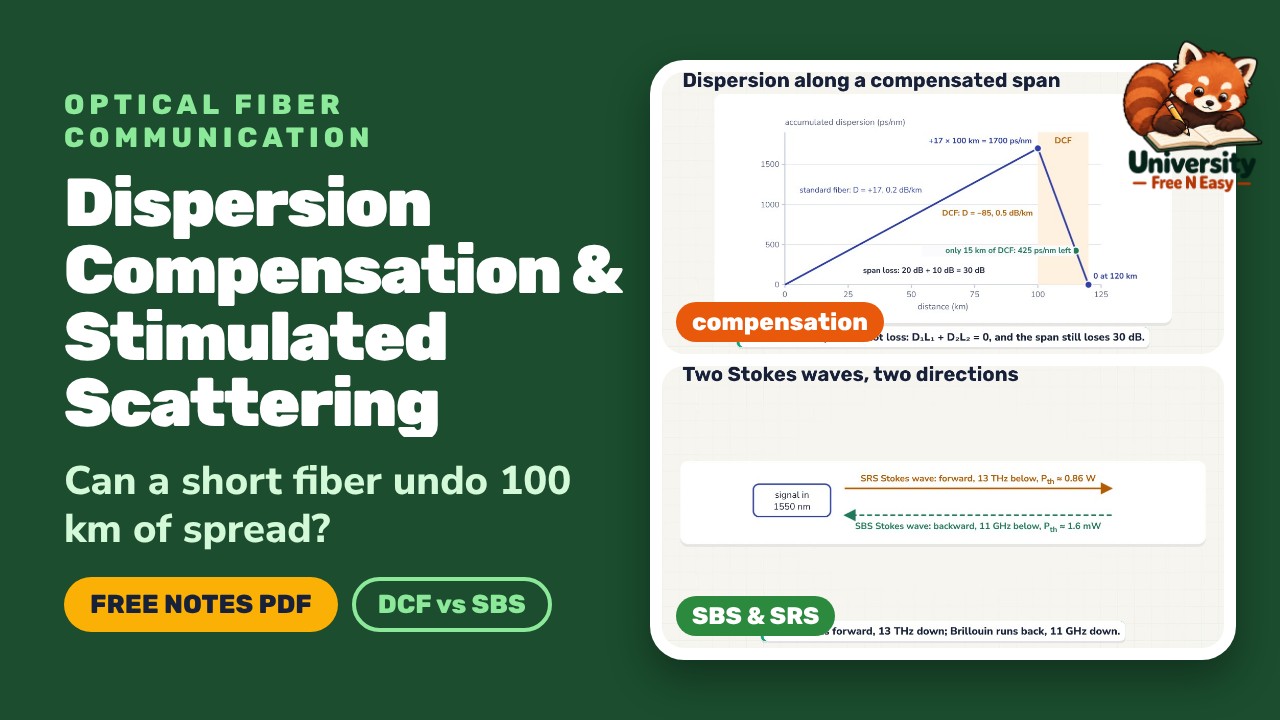 OPTICAL FIBER
COMMUNICATION
Dispersion
Compensation &
Stimulated
Scattering
Can a short fiber undo 100
km of spread?
FREE NOTES PDF
DCF vs SBS
Dispersion along a compensated span
accumulated dispersion (ps/nm)
+17 × 100 km = 1700 ps/nm
DCF
1500
standard fiber: D = +17, 0.2 dB/km
1000
DCF: D = −85, 0.5 dB/km
500
only 15 km of DCF: 425 ps/nm left
span loss: 20 dB + 10 dB = 30 dB
0 at 120 km
0
0 25 50 75 100 125
distance (km)
compensation
loss: D₁L₁ + D₂L₂ = 0, and the span still loses 30 dB.
Two Stokes waves, two directions
signal in
1550 nm
SRS Stokes wave: forward, 13 THz below, Pth ≈ 0.86 W
SBS Stokes wave: backward, 11 GHz below, Pth ≈ 1.6 mW
SBS & SRS
forward, 13 THz down; Brillouin runs back, 11 GHz down.
University
Free N Easy